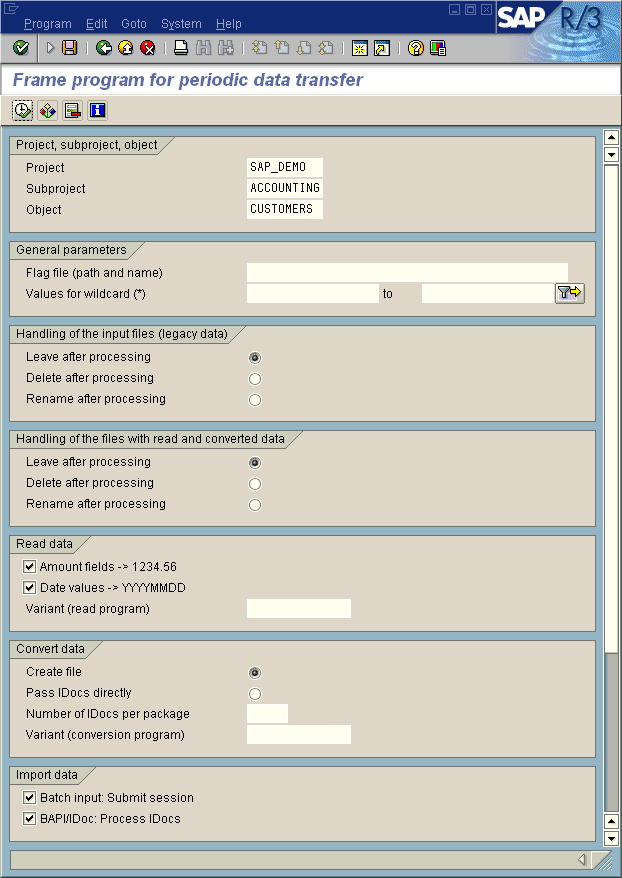 Program Edit Goto System Help
SAP R/3
Frame program for periodic data transfer
Project, subproject, object
Project SAP_DEMO
Subproject ACCOUNTING
Object CUSTOMERS
General parameters
Flag file (path and name)
Values for wildcard (*) to
Handling of the input files (legacy data)
Leave after processing
Delete after processing
Rename after processing
Handling of the files with read and converted data
Leave after processing
Delete after processing
Rename after processing
Read data
Amount fields -> 1234.56
Date values -> YYYYMMDD
Variant (read program)
Convert data
Create file
Pass IDocs directly
Number of IDocs per package
Variant (conversion program)
Import data
Batch input: Submit session
BAPI/IDoc: Process IDocs